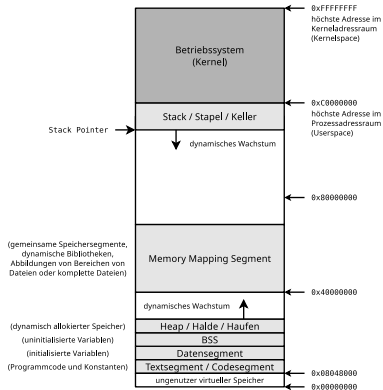 0xFFFFFFFF
höchste Adresse im
Kerneladressraum
(Kernelspace)
Betriebssystem
(Kernel)
0xC0000000
höchste Adresse im
Prozessadressraum
(Userspace)
Stack / Stapel / Keller
Stack Pointer
dynamisches Wachstum
0x80000000
(gemeinsame Speichersegmente,
dynamische Bibliotheken,
Abbildungen von Bereichen von
Dateien oder komplette Dateien)
Memory Mapping Segment
0x40000000
dynamisches Wachstum
(dynamisch allokierter Speicher)
Heap / Halde / Haufen
(uninitialisierte Variablen)
BSS
(initialisierte Variablen)
Datensegment
(Programmcode und Konstanten)
Textsegment / Codesegment
0x08048000
ungenutzer virtueller Speicher
0x00000000